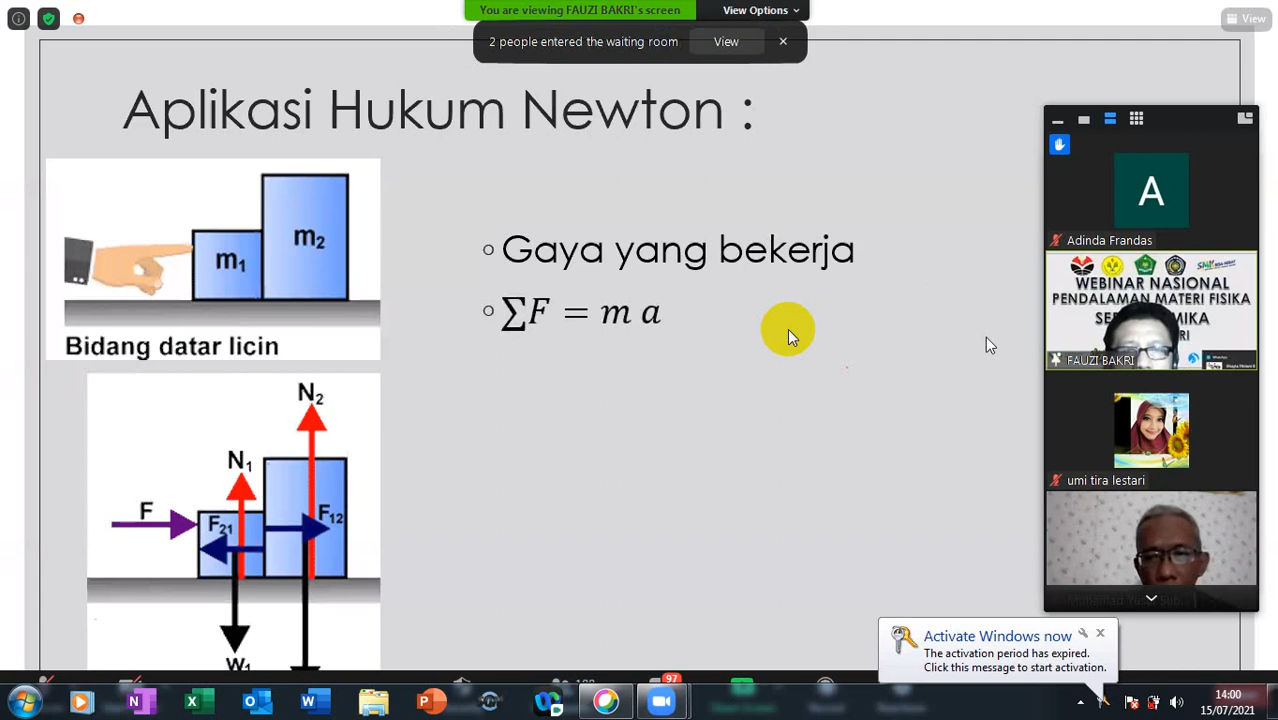 You are viewing FAUZI BAKRI's screen
View Options
2 people entered the waiting room
View
View
Aplikasi Hukum Newton :
m₁
m₂
Bidang datar licin
Gaya yang bekerja
∑F = m a
N₂
N₁
F
F₂₁
F₁₂
W₁
A
Adinda Frandas
WEBINAR NASIONAL
PENDALAMAN MATERI FISIKA
FAUZI BAKRI
umi tira lestari
Activate Windows now
The activation period has expired.
Click this message to start activation.
97
14:00
15/07/2021